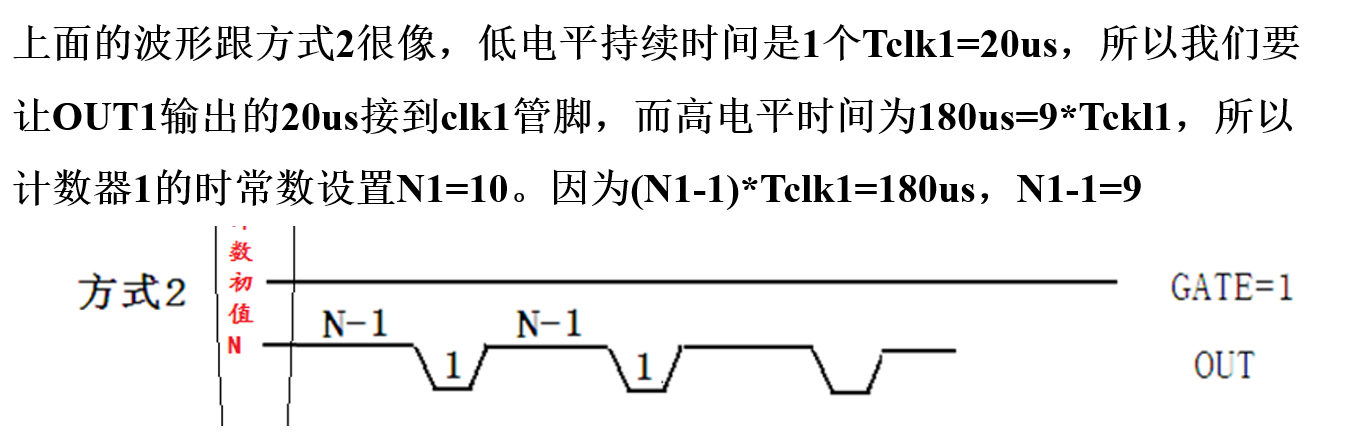 上面的波形跟方式2很像，低电平持续时间是1个Tclk1=20us，所以我们要
让OUT1输出的20us接到clk1管脚，而高电平时间为180us=9*Tckl1，所以
计数器1的时常数设置N1=10。因为(N1-1)*Tclk1=180us，N1-1=9
方式2
数
初
值
N
GATE=1
N-1
N-1
1
1
OUT